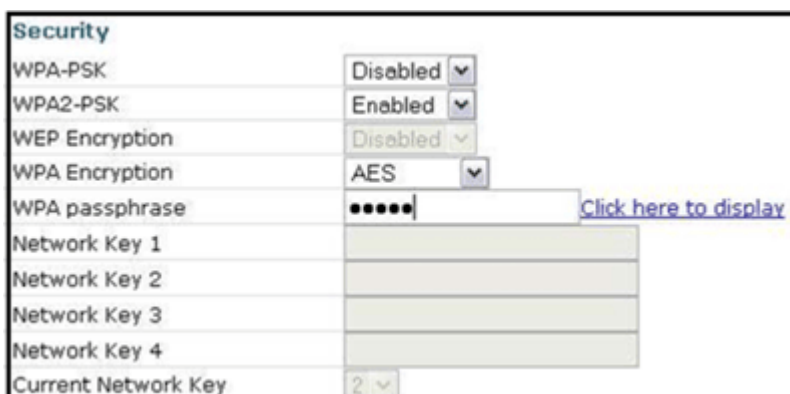 Security
WPA-PSK Disabled
WPA2-PSK Enabled
WEP Encryption Disabled
WPA Encryption AES
WPA passphrase ●●●●● Click here to display
Network Key 1
Network Key 2
Network Key 3
Network Key 4
Current Network Key 2